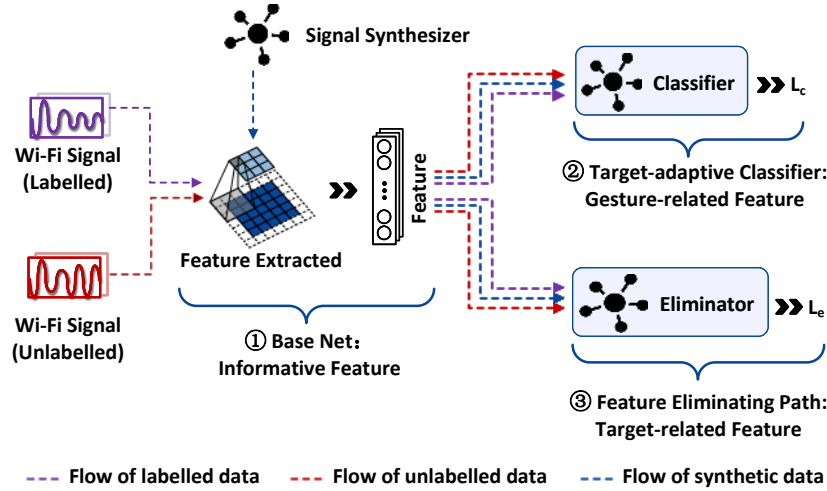 Signal Synthesizer
Wi-Fi Signal
(Labelled)
Wi-Fi Signal
(Unlabelled)
Feature Extracted
Feature
① Base Net：
Informative Feature
Classifier
L_c
② Target-adaptive Classifier:
Gesture-related Feature
Eliminator
L_e
③ Feature Eliminating Path:
Target-related Feature
Flow of labelled data
Flow of unlabelled data
Flow of synthetic data